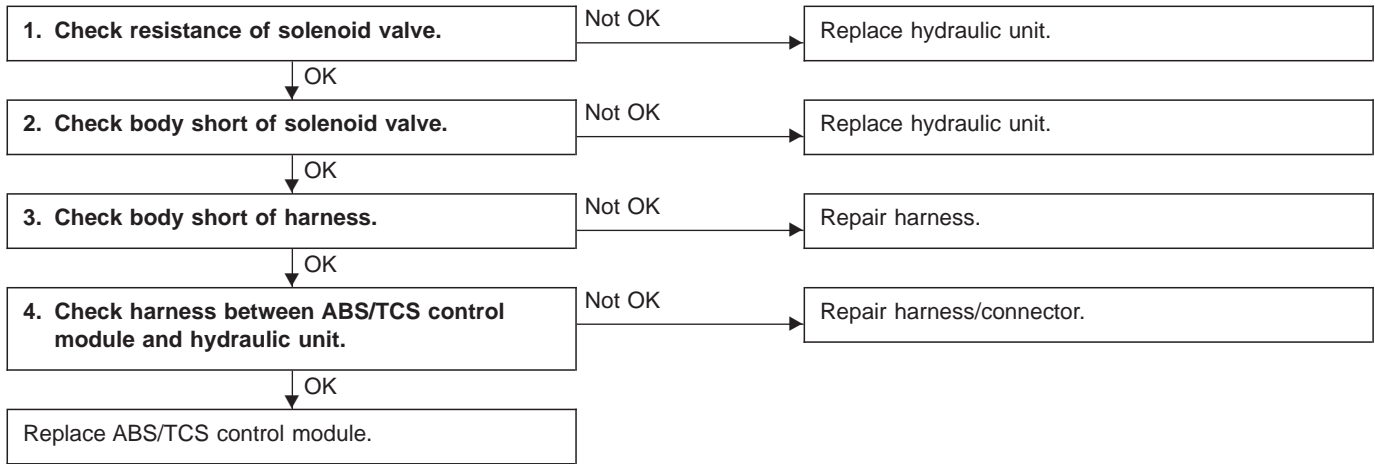 1. Check resistance of solenoid valve.
Not OK
Replace hydraulic unit.
OK
2. Check body short of solenoid valve.
Not OK
Replace hydraulic unit.
OK
3. Check body short of harness.
Not OK
Repair harness.
OK
4. Check harness between ABS/TCS control
module and hydraulic unit.
Not OK
Repair harness/connector.
OK
Replace ABS/TCS control module.